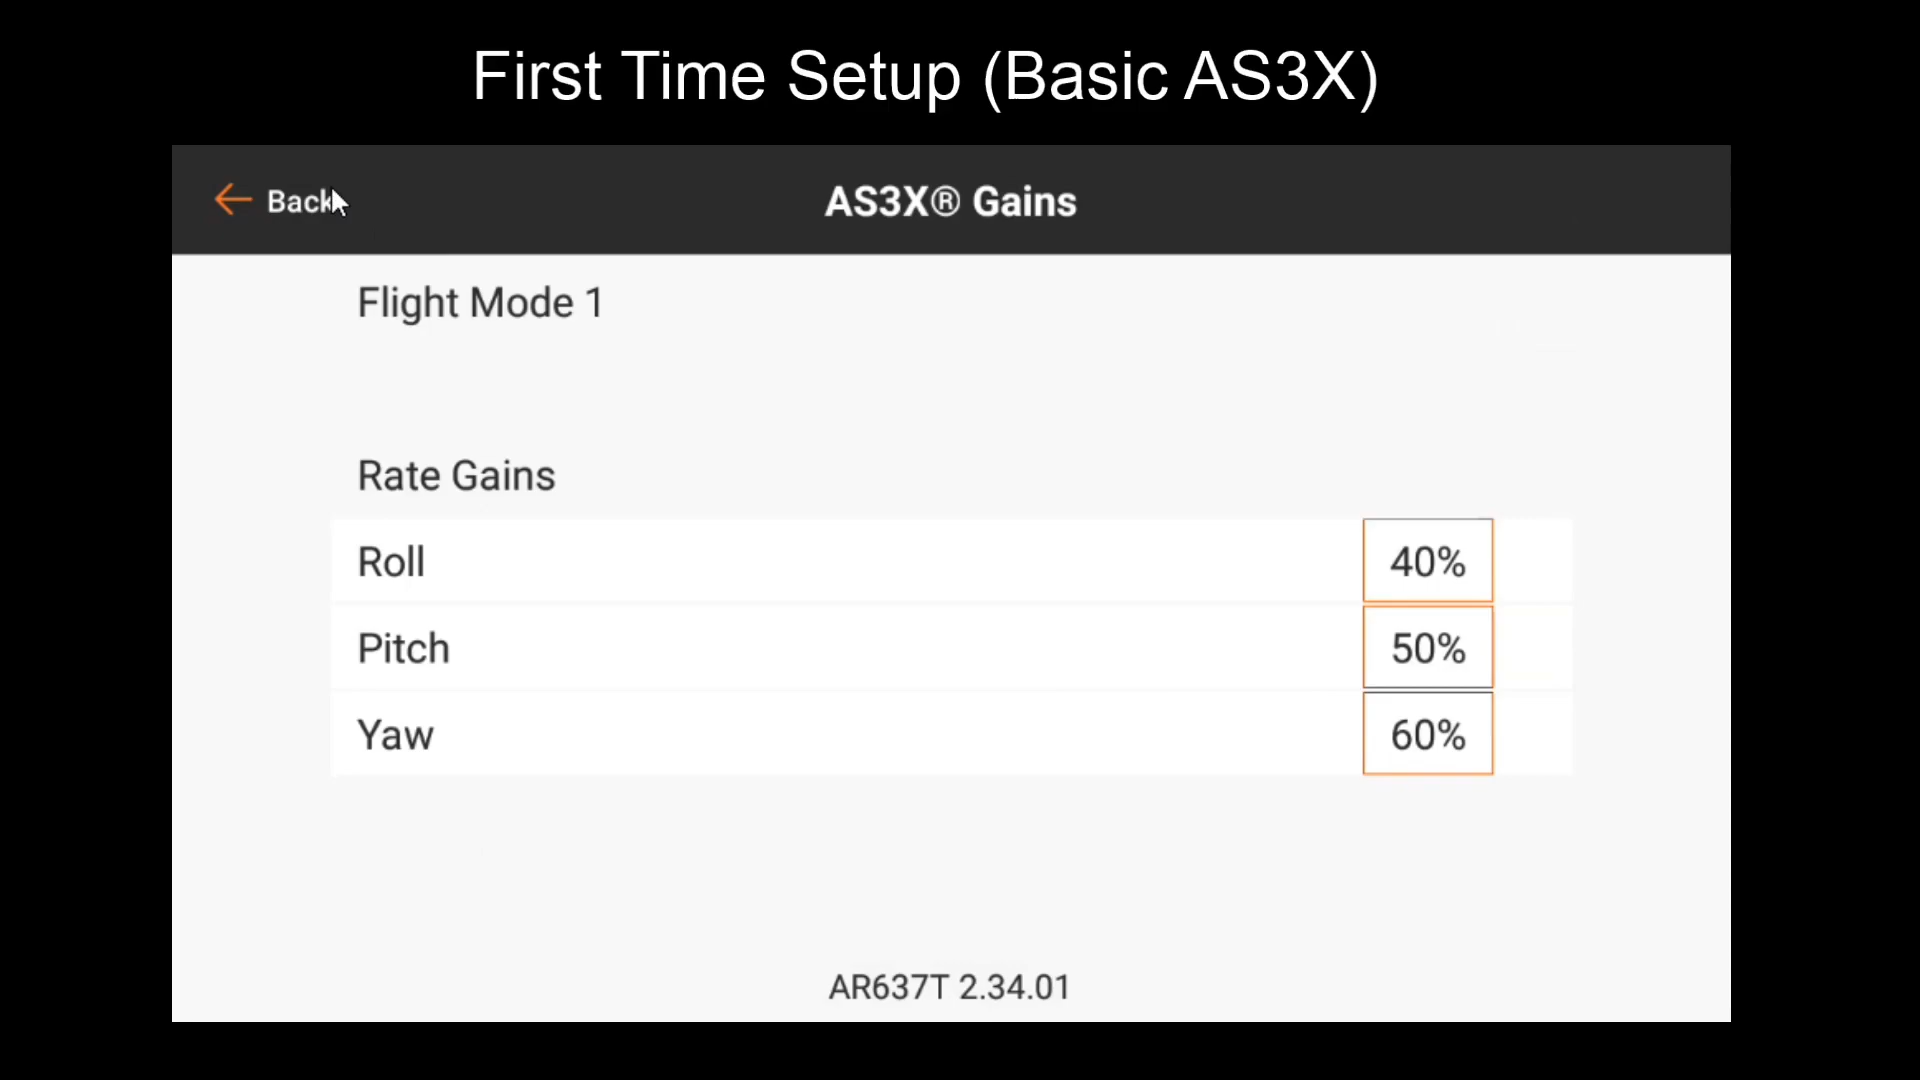 First Time Setup (Basic AS3X)
Back
AS3X® Gains
Flight Mode 1
Rate Gains
Roll 40%
Pitch 50%
Yaw 60%
AR637T 2.34.01